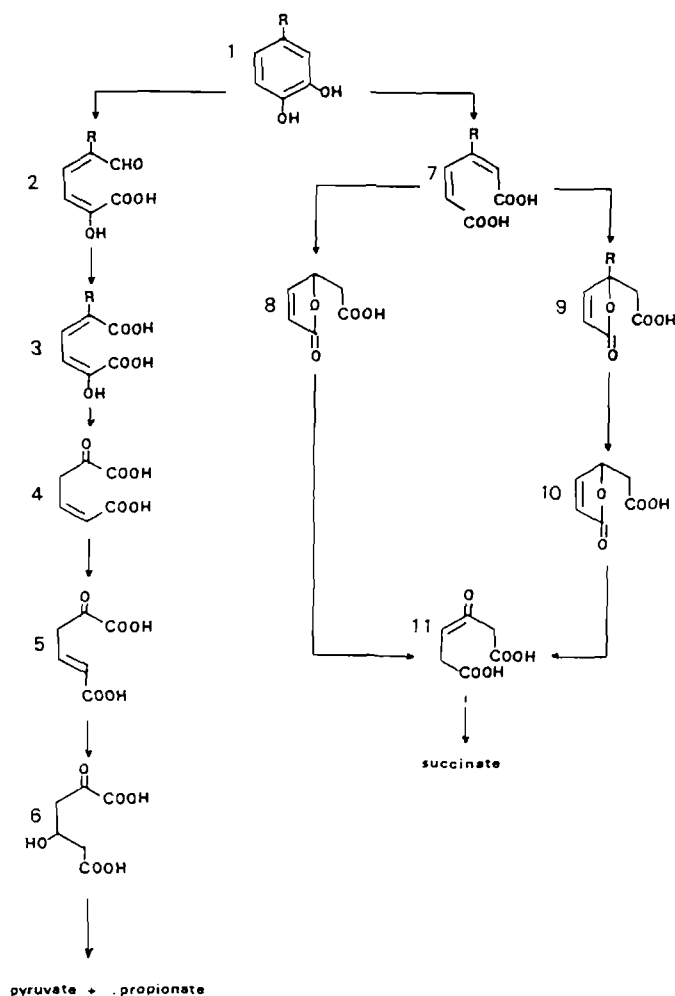 R
1
OH
OH
R
CHO
2
COOH
OH
R
7
COOH
COOH
R
COOH
3
COOH
OH
8
O
COOH
O
R
9
O
COOH
O
O
COOH
4
COOH
10
O
COOH
O
O
COOH
5
COOH
O
11
COOH
COOH
succinate
O
COOH
6
HO
COOH
pyruvate + .propionate